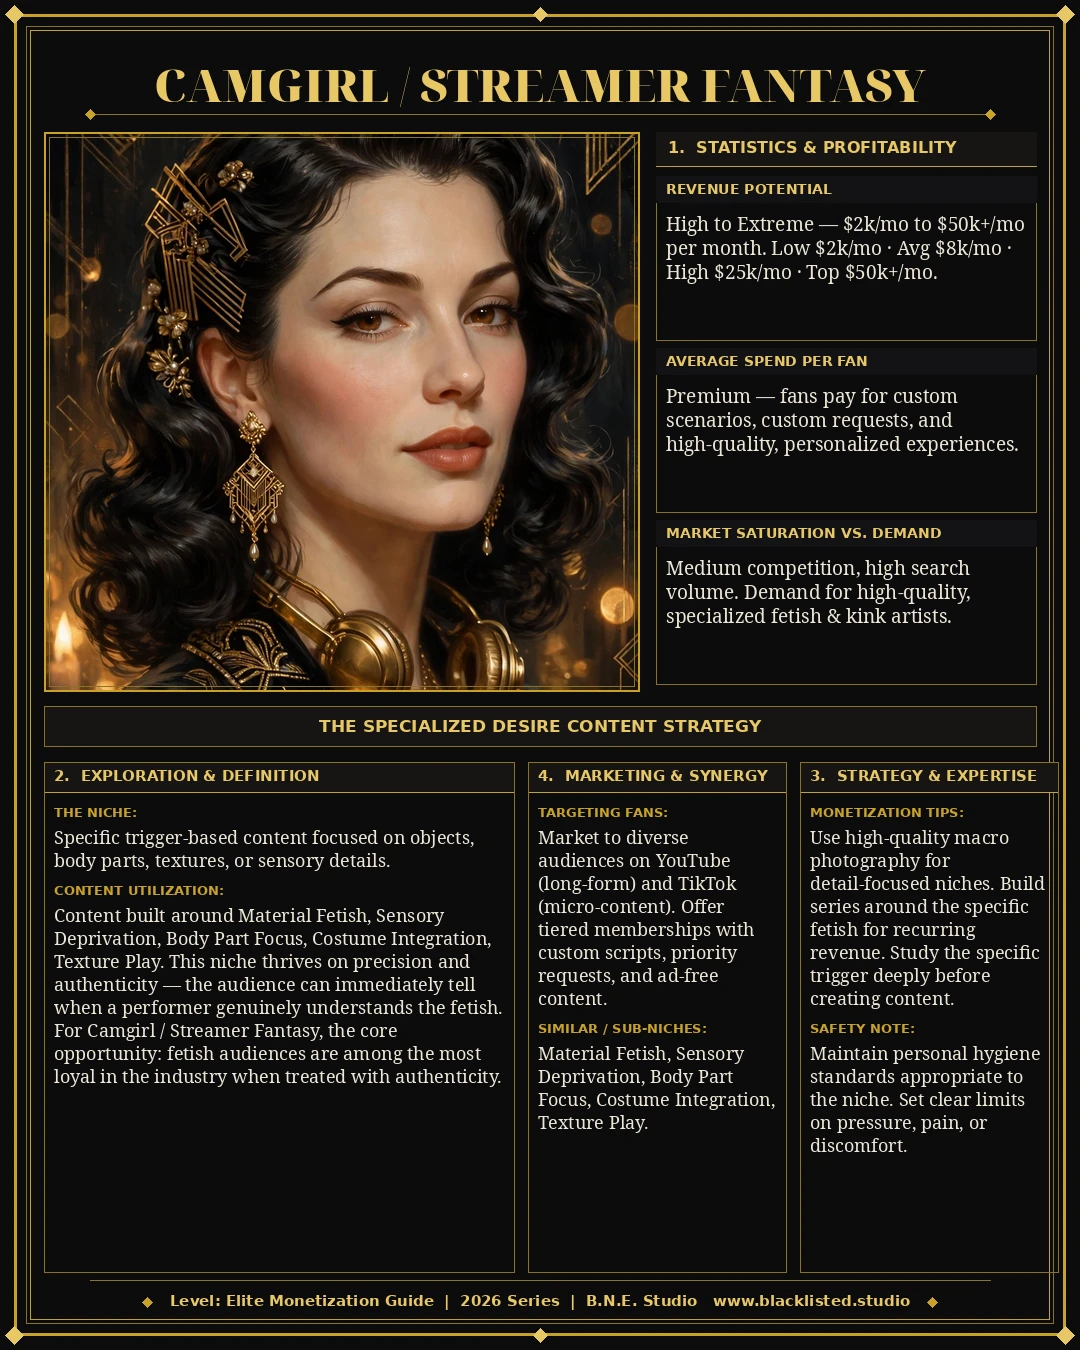 CAMGIRL / STREAMER FANTASY
1. STATISTICS & PROFITABILITY
REVENUE POTENTIAL
High to Extreme — $2k/mo to $50k+/mo
per month. Low $2k/mo · Avg $8k/mo ·
High $25k/mo · Top $50k+/mo.
AVERAGE SPEND PER FAN
Premium — fans pay for custom
scenarios, custom requests, and
high-quality, personalized experiences.
MARKET SATURATION VS. DEMAND
Medium competition, high search
volume. Demand for high-quality,
specialized fetish & kink artists.
THE SPECIALIZED DESIRE CONTENT STRATEGY
2. EXPLORATION & DEFINITION
THE NICHE:
Specific trigger-based content focused on objects,
body parts, textures, or sensory details.
CONTENT UTILIZATION:
Content built around Material Fetish, Sensory
Deprivation, Body Part Focus, Costume Integration,
Texture Play. This niche thrives on precision and
authenticity — the audience can immediately tell
when a performer genuinely understands the fetish.
For Camgirl / Streamer Fantasy, the core
opportunity: fetish audiences are among the most
loyal in the industry when treated with authenticity.
4. MARKETING & SYNERGY
TARGETING FANS:
Market to diverse
audiences on YouTube
(long-form) and TikTok
(micro-content). Offer
tiered memberships with
custom scripts, priority
requests, and ad-free
content.
SIMILAR / SUB-NICHES:
Material Fetish, Sensory
Deprivation, Body Part
Focus, Costume Integration,
Texture Play.
3. STRATEGY & EXPERTISE
MONETIZATION TIPS:
Use high-quality macro
photography for
detail-focused niches. Build
series around the specific
fetish for recurring
revenue. Study the specific
trigger deeply before
creating content.
SAFETY NOTE:
Maintain personal hygiene
standards appropriate to
the niche. Set clear limits
on pressure, pain, or
discomfort.
Level: Elite Monetization Guide | 2026 Series | B.N.E. Studio www.blacklisted.studio